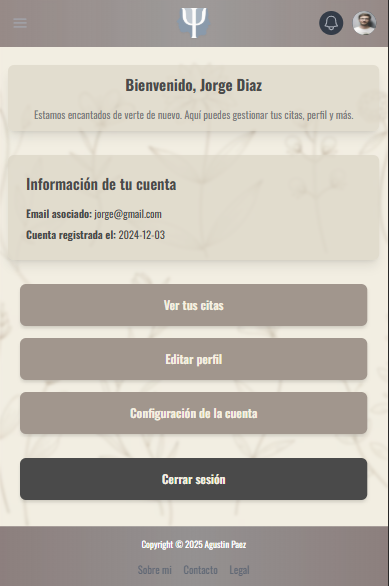 Ψ
Bienvenido, Jorge Diaz
Estamos encantados de verte de nuevo. Aquí puedes gestionar tus citas, perfil y más.
Información de tu cuenta
Email asociado: jorge@gmail.com
Cuenta registrada el: 2024-12-03
Ver tus citas
Editar perfil
Configuración de la cuenta
Cerrar sesión
Copyright © 2025 Agustin Paez
Sobre mi Contacto Legal